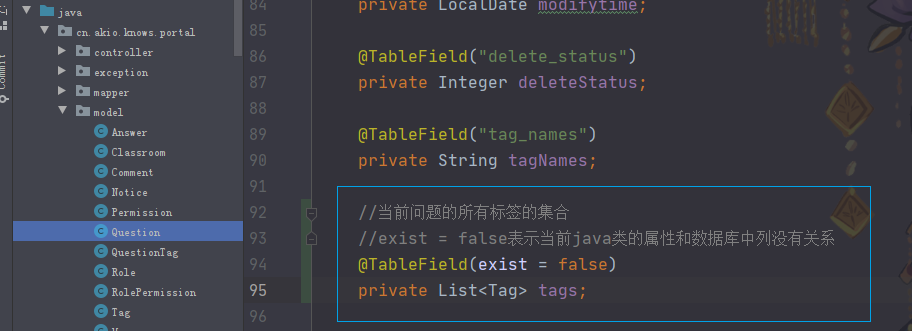 Commit
java
cn.akio.knows.portal
controller
exception
mapper
model
Answer
Classroom
Comment
Notice
Permission
Question
QuestionTag
Role
RolePermission
Tag
84 private LocalDate modifytime;
85
86 @TableField("delete_status")
87 private Integer deleteStatus;
88
89 @TableField("tag_names")
90 private String tagNames;
91
92 //当前问题的所有标签的集合
93 //exist = false表示当前java类的属性和数据库中列没有关系
94 @TableField(exist = false)
95 private List<Tag> tags;
96